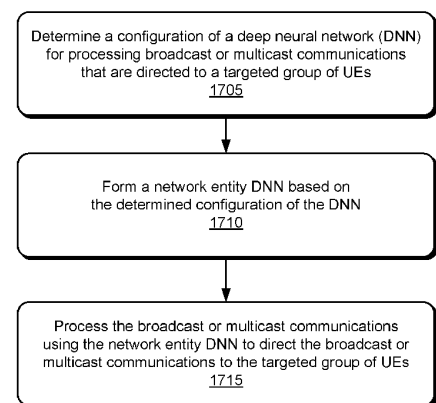 Determine a configuration of a deep neural network (DNN)
for processing broadcast or multicast communications
that are directed to a targeted group of UEs
1705
Form a network entity DNN based on
the determined configuration of the DNN
1710
Process the broadcast or multicast communications
using the network entity DNN to direct the broadcast or
multicast communications to the targeted group of UEs
1715